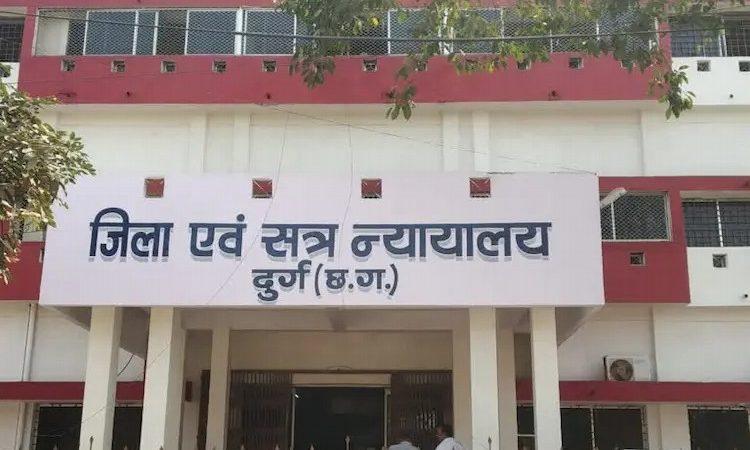 जिला एवं सत्र न्यायालय
दुर्ग (छ.ग.)